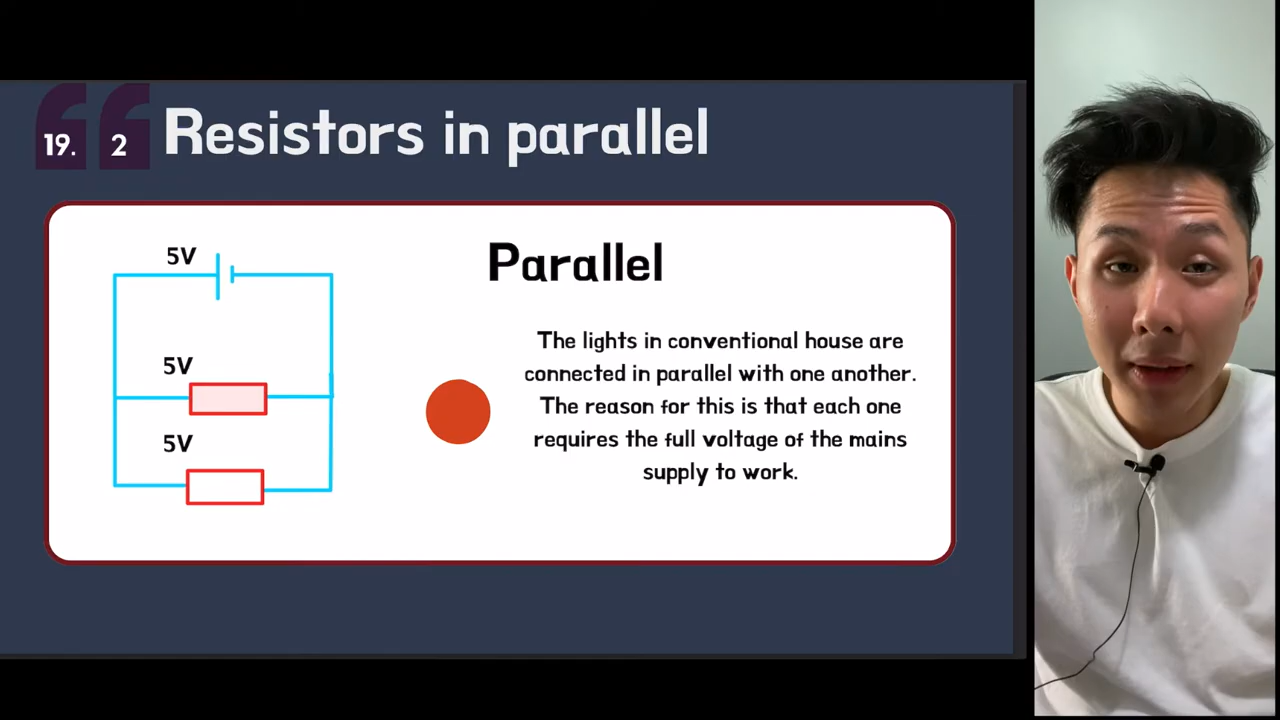 19. 2 Resistors in parallel
5V
5V
5V
Parallel
The lights in conventional house are
connected in parallel with one another.
The reason for this is that each one
requires the full voltage of the mains
supply to work.